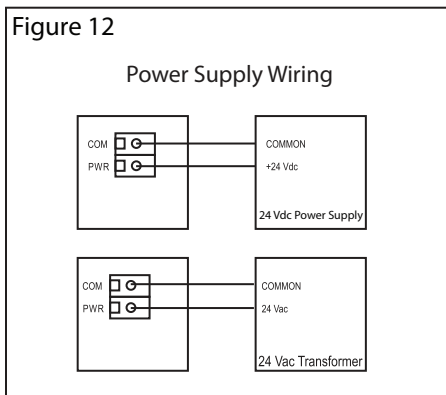 Figure 12
Power Supply Wiring
COM
COMMON
PWR
+24 Vdc
24 Vdc Power Supply
COM
COMMON
PWR
24 Vac
24 Vac Transformer